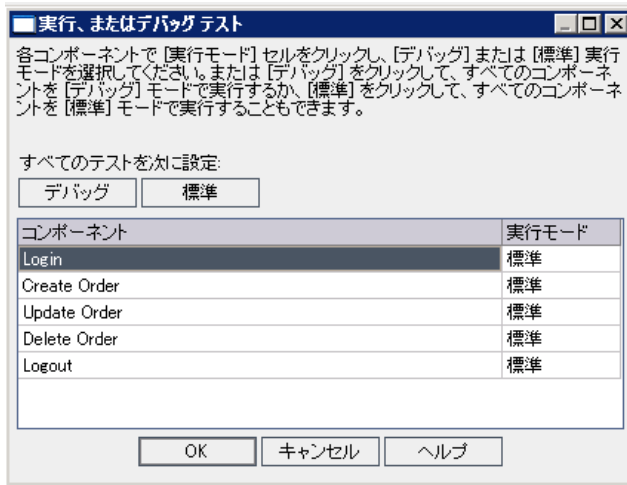 実行、またはデバッグ テスト
各コンポーネントで [実行モード] セルをクリックし、[デバッグ] または [標準] 実行
モードを選択してください。または [デバッグ] をクリックして、すべてのコンポーネ
ントを [デバッグ] モードで実行するか、[標準] をクリックして、すべてのコンポーネ
ントを [標準] モードで実行することもできます。
すべてのテストを次に設定:
デバッグ 標準
コンポーネント 実行モード
Login 標準
Create Order 標準
Update Order 標準
Delete Order 標準
Logout 標準
OK キャンセル ヘルプ